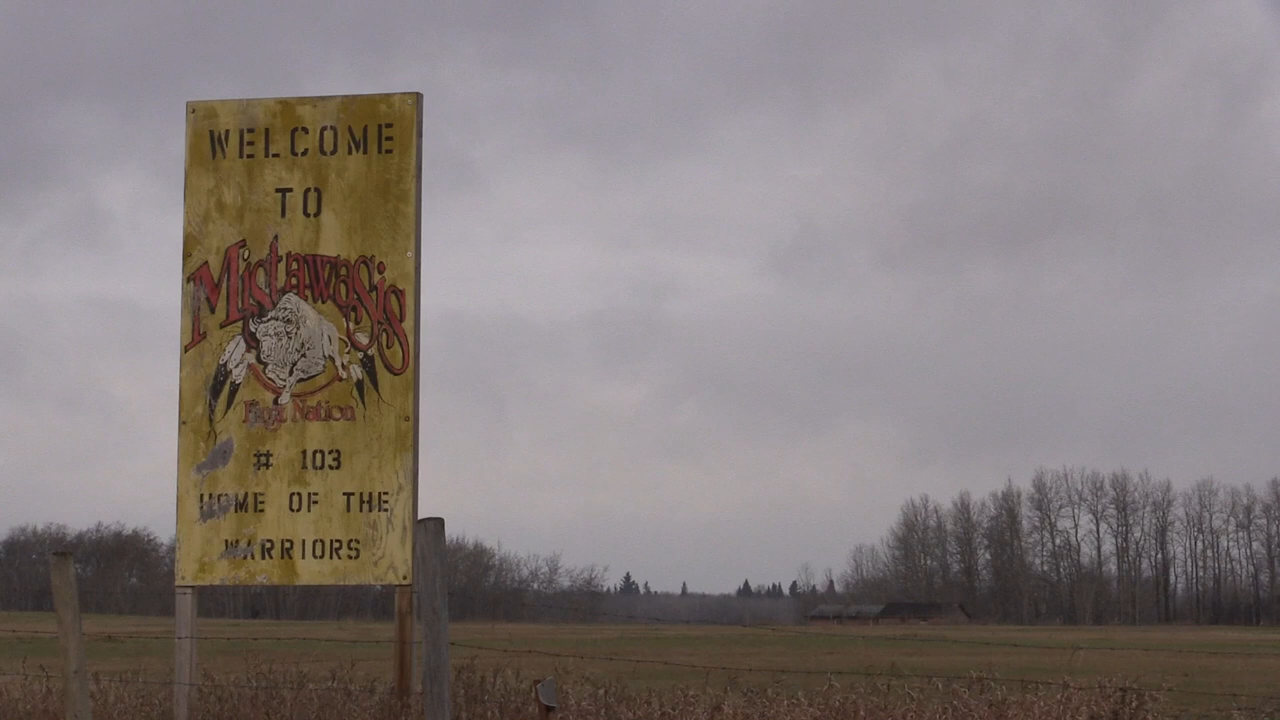 WELCOME
TO
Mistawasis
First Nation
# 103
HOME OF THE
WARRIORS